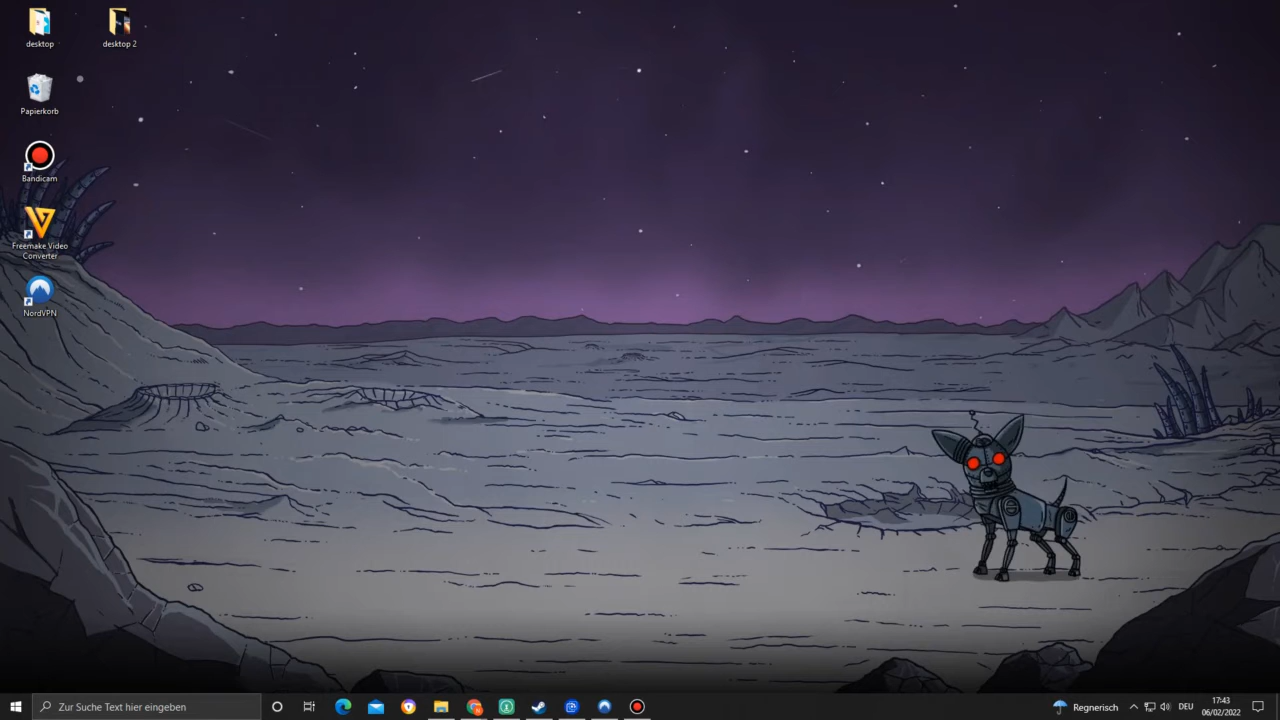 desktop
desktop 2
Papierkorb
Bandicam
Freemake Video
Converter
NordVPN
Zur Suche Text hier eingeben
Regnerisch
DEU
17:43
06/02/2022